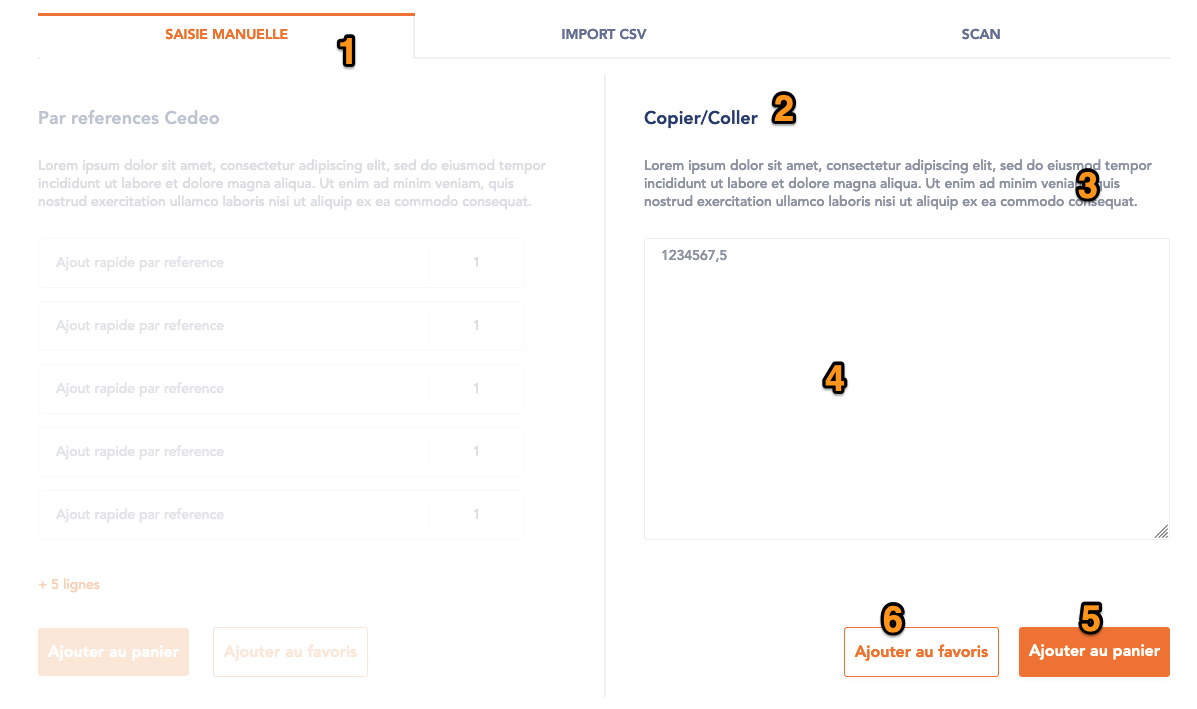 SAISIE MANUELLE
1
IMPORT CSV
SCAN
Par references Cedeo
Lorem ipsum dolor sit amet, consectetur adipiscing elit, sed do eiusmod tempor
incididunt ut labore et dolore magna aliqua. Ut enim ad minim veniam, quis
nostrud exercitation ullamco laboris nisi ut aliquip ex ea commodo consequat.
Ajout rapide par reference 1
Ajout rapide par reference 1
Ajout rapide par reference 1
Ajout rapide par reference 1
Ajout rapide par reference 1
+ 5 lignes
Ajouter au panier
Ajouter au favoris
Copier/Coller
2
Lorem ipsum dolor sit amet, consectetur adipiscing elit, sed do eiusmod tempor
incididunt ut labore et dolore magna aliqua. Ut enim ad minim veniam, quis
nostrud exercitation ullamco laboris nisi ut aliquip ex ea commodo consequat.
3
1234567,5
4
6
Ajouter au favoris
5
Ajouter au panier